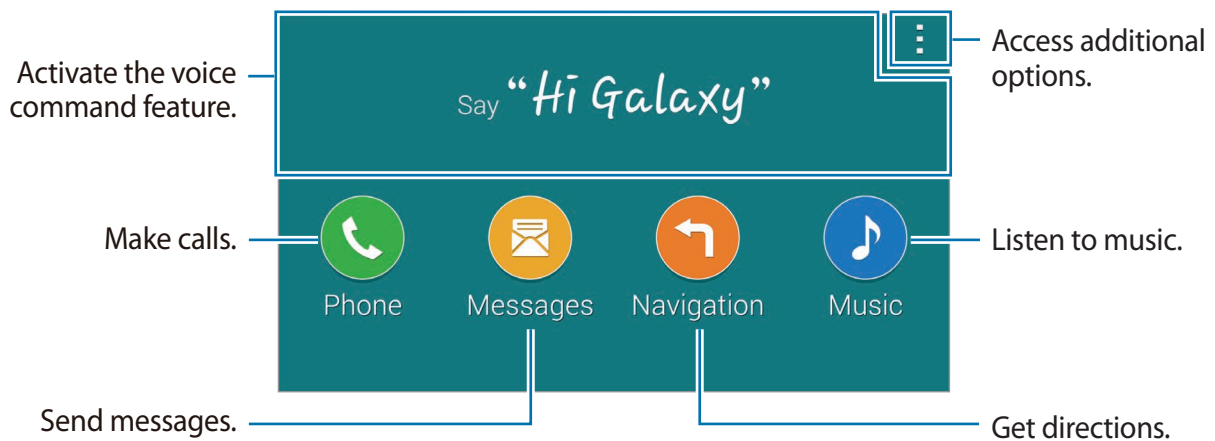 Activate the voice
command feature.
Say “Hi Galaxy”
Access additional
options.
Make calls.
Listen to music.
Phone
Messages
Navigation
Music
Send messages.
Get directions.